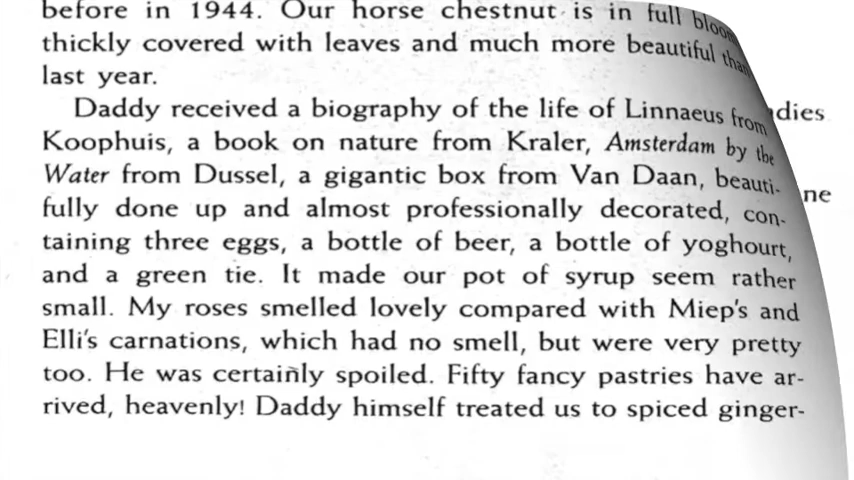 before in 1944. Our horse chestnut is in full bloom
thickly covered with leaves and much more beautiful than
last year.
Daddy received a biography of the life of Linnaeus from
Koophuis, a book on nature from Kraler, Amsterdam by the
Water from Dussel, a gigantic box from Van Daan, beauti-
fully done up and almost professionally decorated, con-
taining three eggs, a bottle of beer, a bottle of yoghourt,
and a green tie. It made our pot of syrup seem rather
small. My roses smelled lovely compared with Miep's and
Elli's carnations, which had no smell, but were very pretty
too. He was certainly spoiled. Fifty fancy pastries have ar-
rived, heavenly! Daddy himself treated us to spiced ginger-
dies
ne